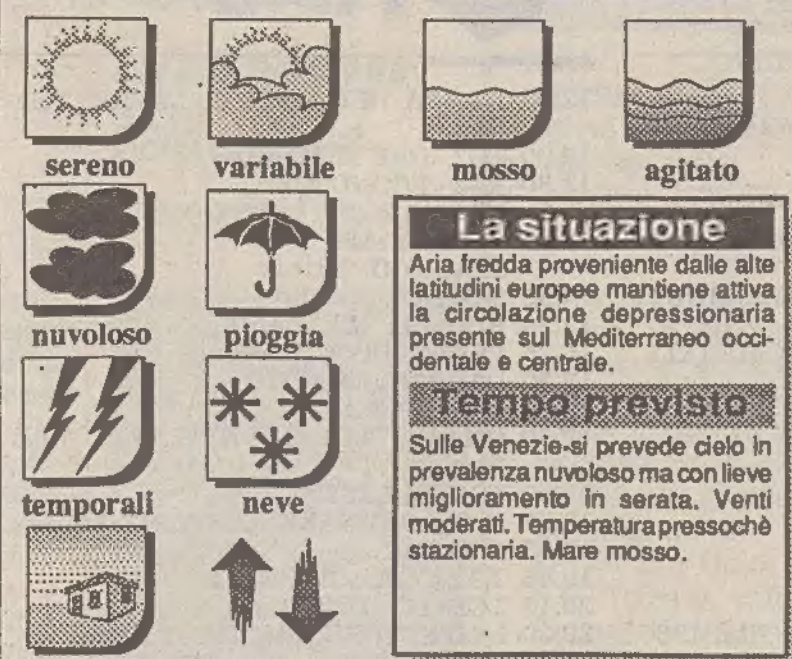 sereno
variabile
mosso
agitato
nuvoloso
pioggia
temporali
neve
La situazione
Aria fredda proveniente dalle alte
latitudini europee mantiene attiva
la circolazione depressionaria
presente sul Mediterraneo occi-
dentale e centrale.
Tempo previsto
Sulle Venezie si prevede cielo in
prevalenza nuvoloso ma con lieve
miglioramento in serata. Venti
moderati. Temperatura pressochè
stazionaria. Mare mosso.